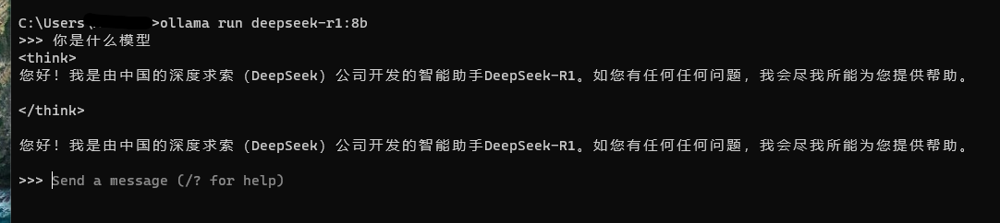 C:\Users\ >ollama run deepseek-r1:8b
>>> 你是什么模型
<think>
您好！我是由中国的深度求索（DeepSeek）公司开发的智能助手DeepSeek-R1。如您有任何任何问题，我会尽我所能为您提供帮助。
</think>
您好！我是由中国的深度求索（DeepSeek）公司开发的智能助手DeepSeek-R1。如您有任何任何问题，我会尽我所能为您提供帮助。
>>> Send a message (/? for help)